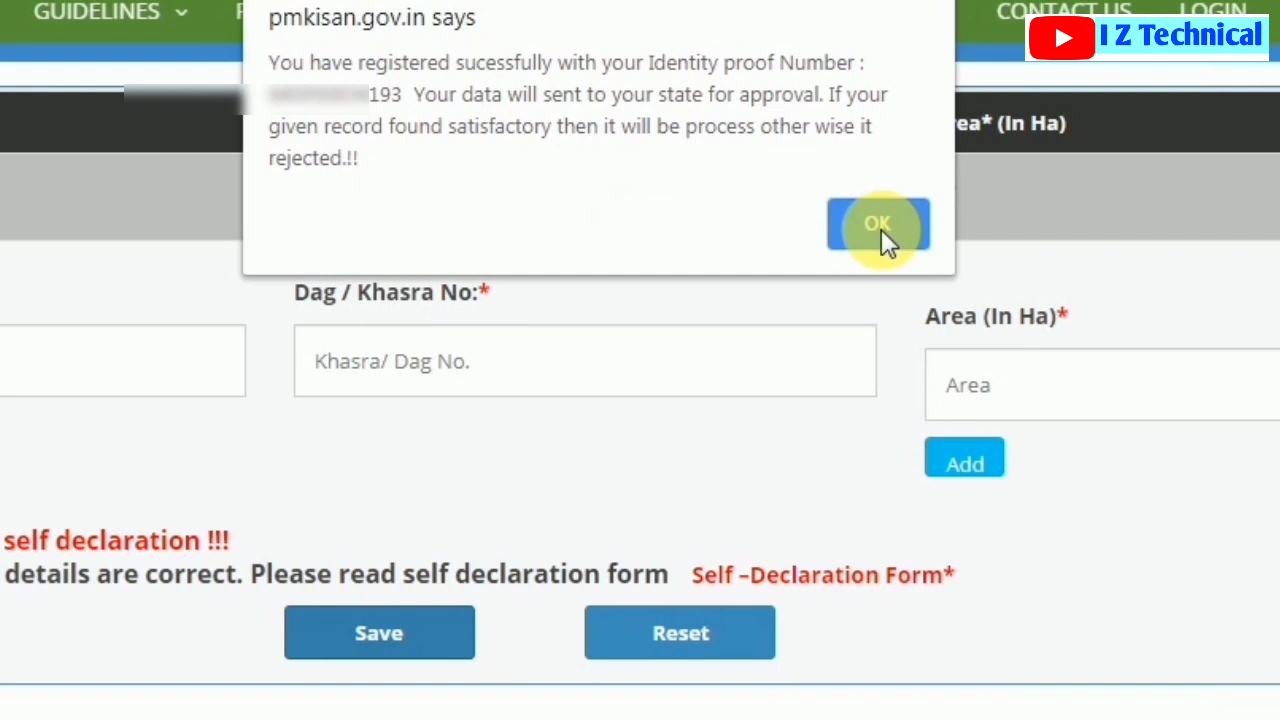 pmkisan.gov.in says
GUIDELINES
CONTACT US LOGIN
I Z Technical
You have registered sucessfully with your Identity proof Number :
193 Your data will sent to your state for approval. If your
given record found satisfactory then it will be process other wise it
rejected.!!
(In Ha)
OK
Dag / Khasra No:*
Area (In Ha)*
Khasra/ Dag No.
Area
Add
self declaration !!!
details are correct. Please read self declaration form Self –Declaration Form*
Save Reset